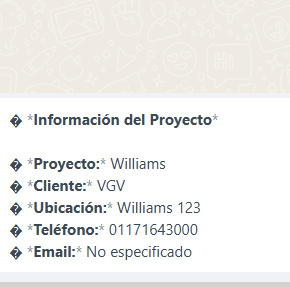 � *Información del Proyecto*
� *Proyecto:* Williams
� *Cliente:* VGV
� *Ubicación:* Williams 123
� *Teléfono:* 01171643000
� *Email:* No especificado